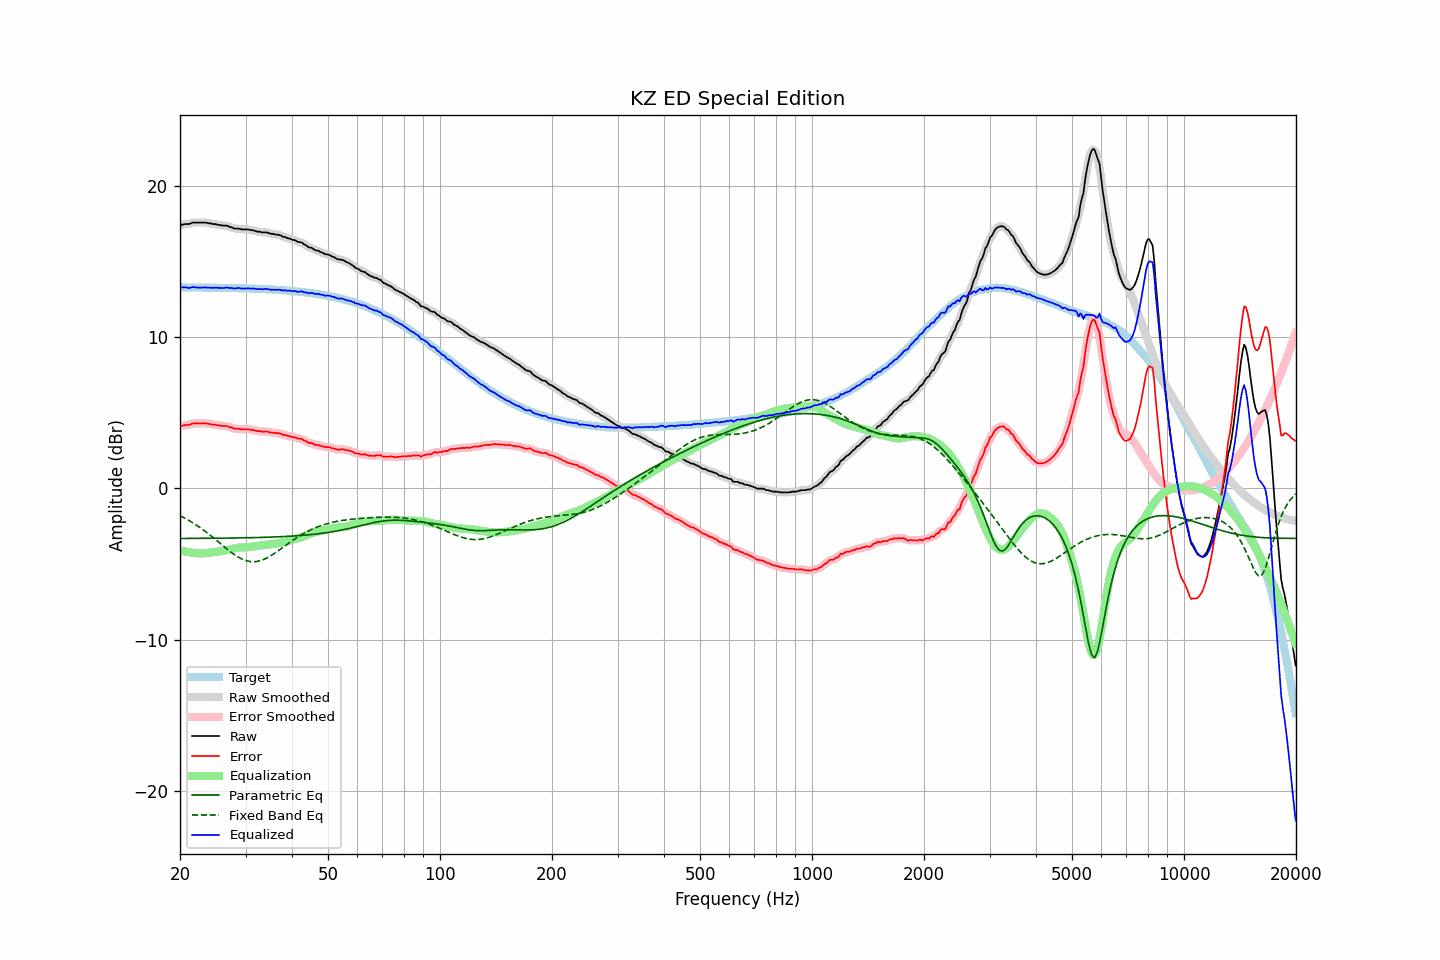 KZ ED Special Edition
Amplitude (dBr)
20
10
0
−10
−20
Target
Raw Smoothed
Error Smoothed
Raw
Error
Equalization
Parametric Eq
Fixed Band Eq
Equalized
20 50 100 200 500 1000 2000 5000 10000 20000
Frequency (Hz)